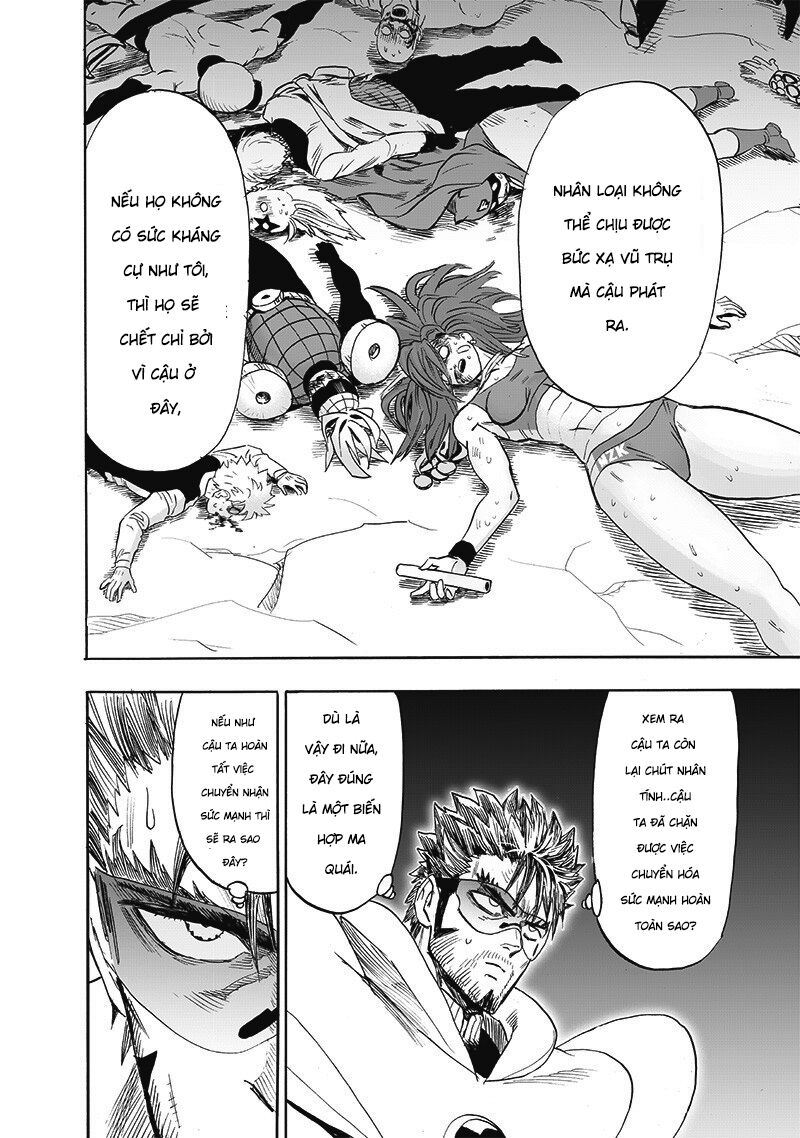 NHÂN LOẠI KHÔNG
THỂ CHỊU ĐƯỢC
BỨC XẠ VŨ TRỤ
MÀ CẬU PHÁT
RA.
NẾU HỌ KHÔNG
CÓ SỨC KHÁNG
CỰ NHƯ TÔI,
THÌ HỌ SẼ
CHẾT CHỈ BỞI
VÌ CẬU Ở
ĐÂY,
IZK
XEM RA
CẬU TA CÒN
LẠI CHÚT NHÂN
TÍNH..CẬU
TA ĐÃ CHẶN
ĐƯỢC VIỆC
CHUYỂN HÓA
SỨC MẠNH HOÀN
TOÀN SAO?
DÙ LÀ
VẬY ĐI NỮA,
ĐÂY ĐÚNG
LÀ MỘT BIẾN
HỢP MA
QUÁI.
NẾU NHƯ
CẬU TA HOÀN
TẤT VIỆC
CHUYỂN NHẬN
SỨC MẠNH THÌ
SẼ RA SAO
ĐÂY?